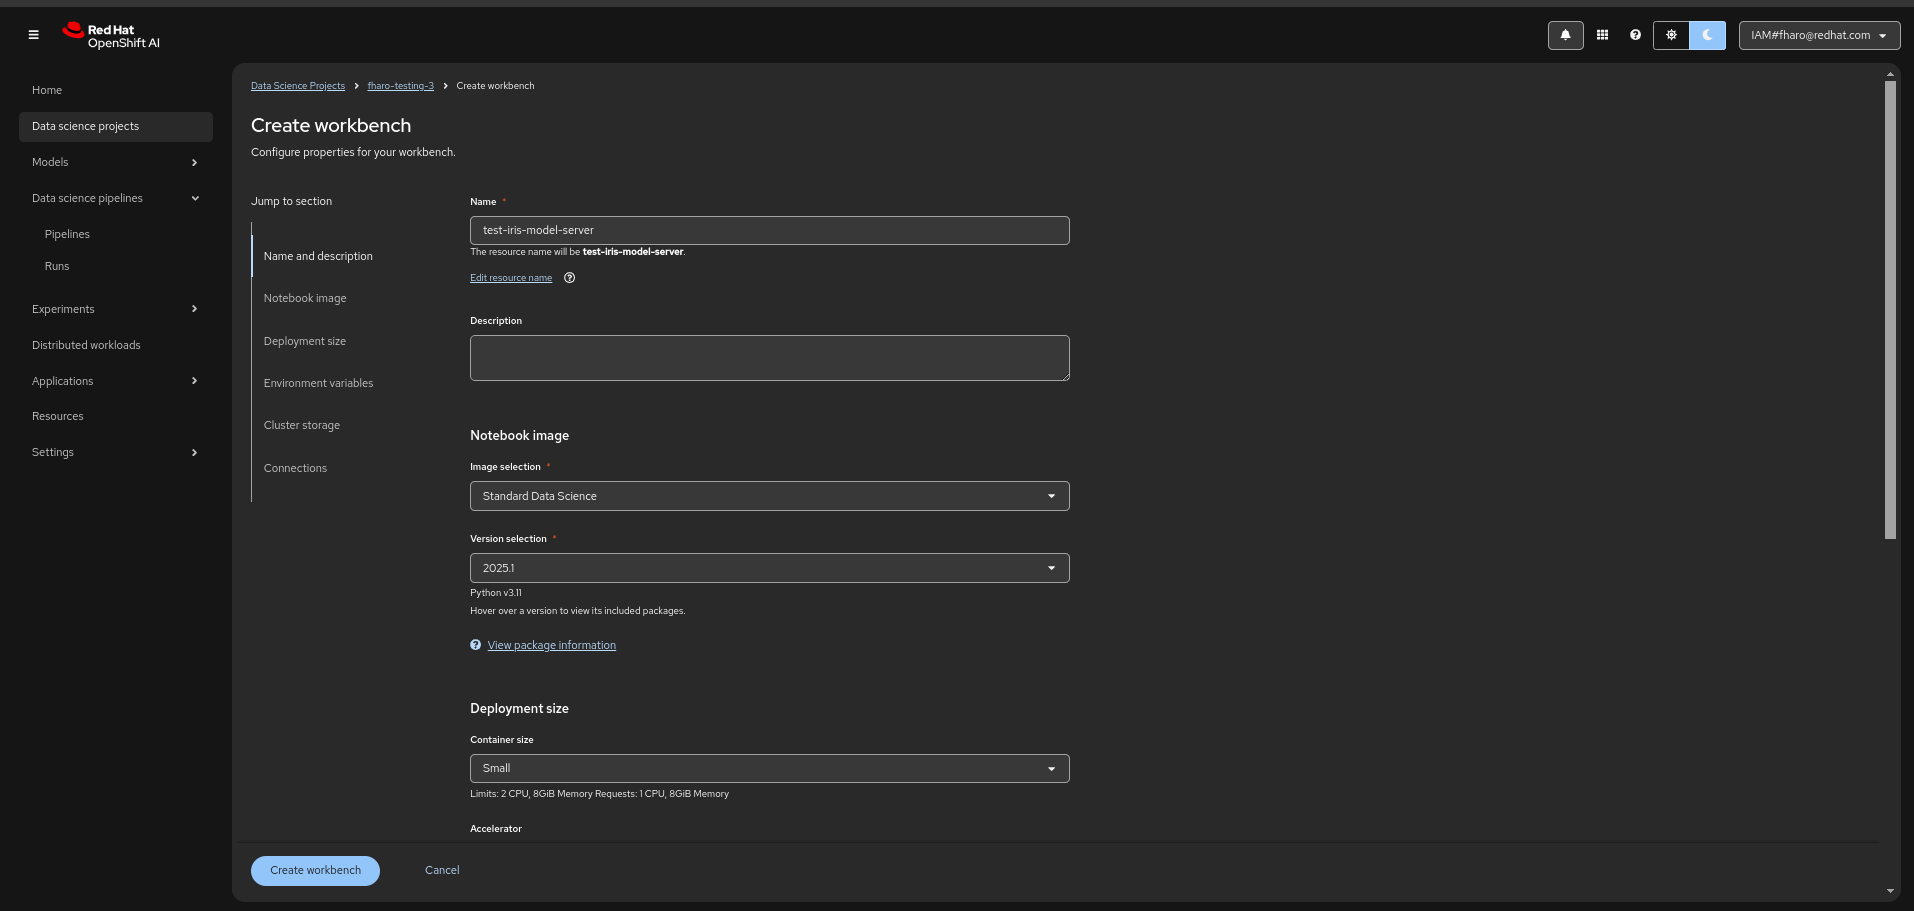 Red Hat
OpenShift AI
IAM#fharo@redhat.com
Home
Data science projects
Models
Data science pipelines
Pipelines
Runs
Experiments
Distributed workloads
Applications
Resources
Settings
Data Science Projects > fharo-testing-3 > Create workbench
Create workbench
Configure properties for your workbench.
Jump to section
Name and description
Notebook image
Deployment size
Environment variables
Cluster storage
Connections
Name *
test-iris-model-server
The resource name will be test-iris-model-server.
Edit resource name
Description
Notebook image
Image selection *
Standard Data Science
Version selection *
2025.1
Python v3.11
Hover over a version to view its included packages.
View package information
Deployment size
Container size
Small
Limits: 2 CPU, 8GiB Memory Requests: 1 CPU, 8GiB Memory
Accelerator
Create workbench
Cancel